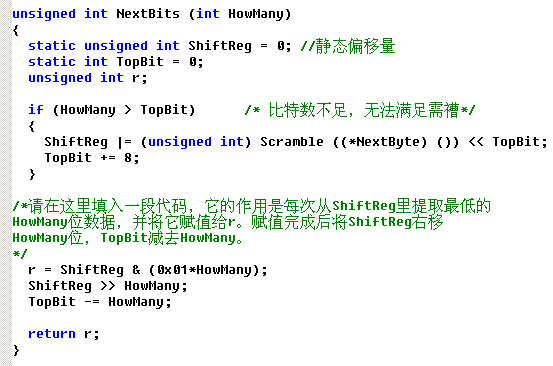 unsigned int NextBits (int HowMany)
{
static unsigned int ShiftReg = 0; //静态偏移量
static int TopBit = 0;
unsigned int r;
if (HowMany > TopBit) /* 比特数不足，无法满足需禮*/
{
ShiftReg |= (unsigned int) Scramble ((*NextByte) ()) << TopBit;
TopBit += 8;
}
/*请在这里填入一段代码，它的作用是每次从ShiftReg里提取最低的
HowMany位数据，并将它赋值给r。赋值完成后将ShiftReg右移
HowMany位，TopBit减去HowMany。
*/
r = ShiftReg & (0x01*HowMany);
ShiftReg >> HowMany;
TopBit -= HowMany;
return r;
}